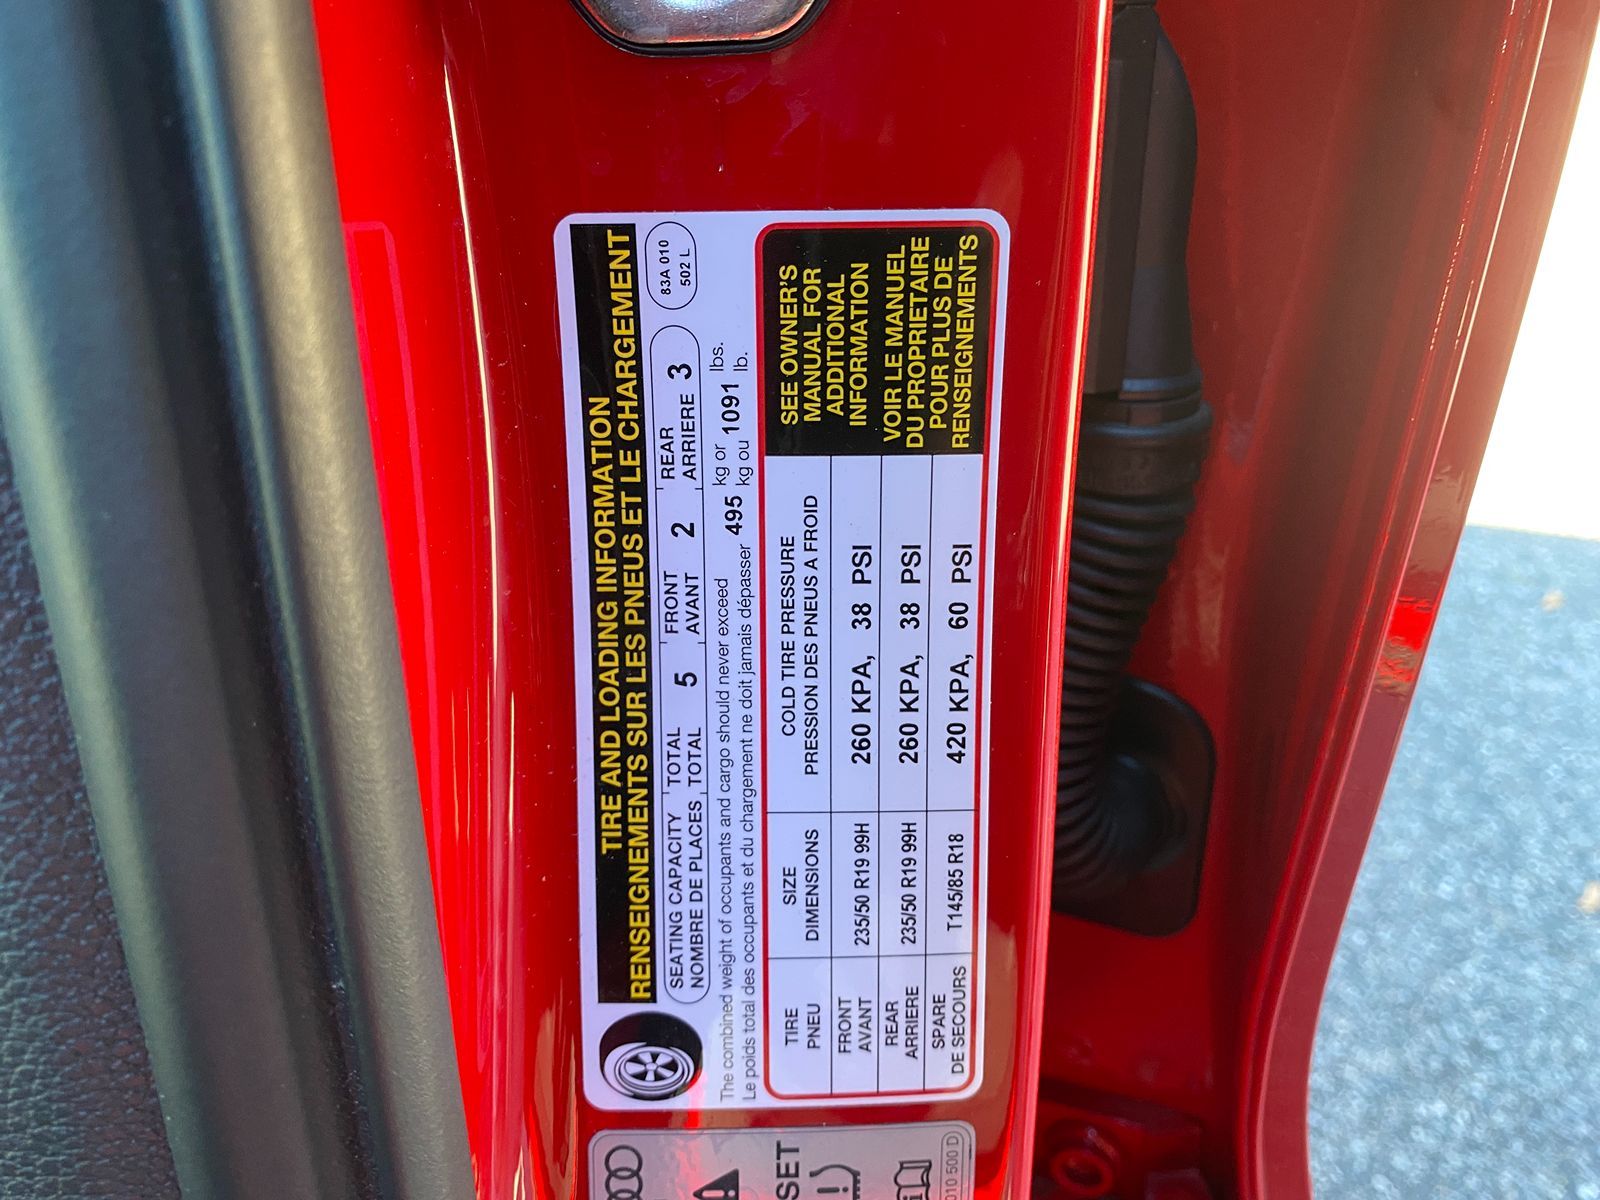 TIRE AND LOADING INFORMATION
RENSEIGNEMENTS SUR LES PNEUS ET LE CHARGEMENT
SEATING CAPACITY TOTAL 5 FRONT 2 REAR 3
NOMBRE DE PLACES TOTAL AVANT ARRIERE
83A 010
502 L
The combined weight of occupants and cargo should never exceed 495 kg or 1091 lbs.
Le poids total des occupants et du chargement ne doit jamais dépasser kg ou lb.
TIRE SIZE COLD TIRE PRESSURE
PNEU DIMENSIONS PRESSION DES PNEUS A FROID
FRONT
AVANT 235/50 R19 99H 260 KPA, 38 PSI
REAR
ARRIERE 235/50 R19 99H 260 KPA, 38 PSI
SPARE
DE SECOURS T145/85 R18 420 KPA, 60 PSI
SEE OWNER'S
MANUAL FOR
ADDITIONAL
INFORMATION
VOIR LE MANUEL
DU PROPRIETAIRE
POUR PLUS DE
RENSEIGNEMENTS
SET
010 500 D